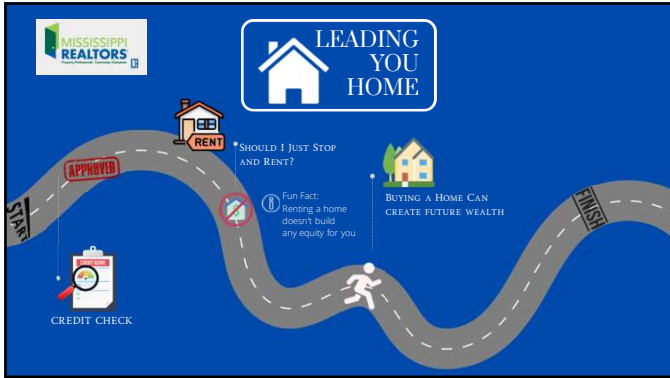 MISSISSIPPI
REALTORS®
LEADING
YOU
HOME
START
APPROVED
CREDIT SCORE
CREDIT CHECK
RENT
SHOULD I JUST STOP
AND RENT?
Fun Fact:
Renting a home
doesn't build
any equity for you
BUYING A HOME CAN
CREATE FUTURE WEALTH
FINISH